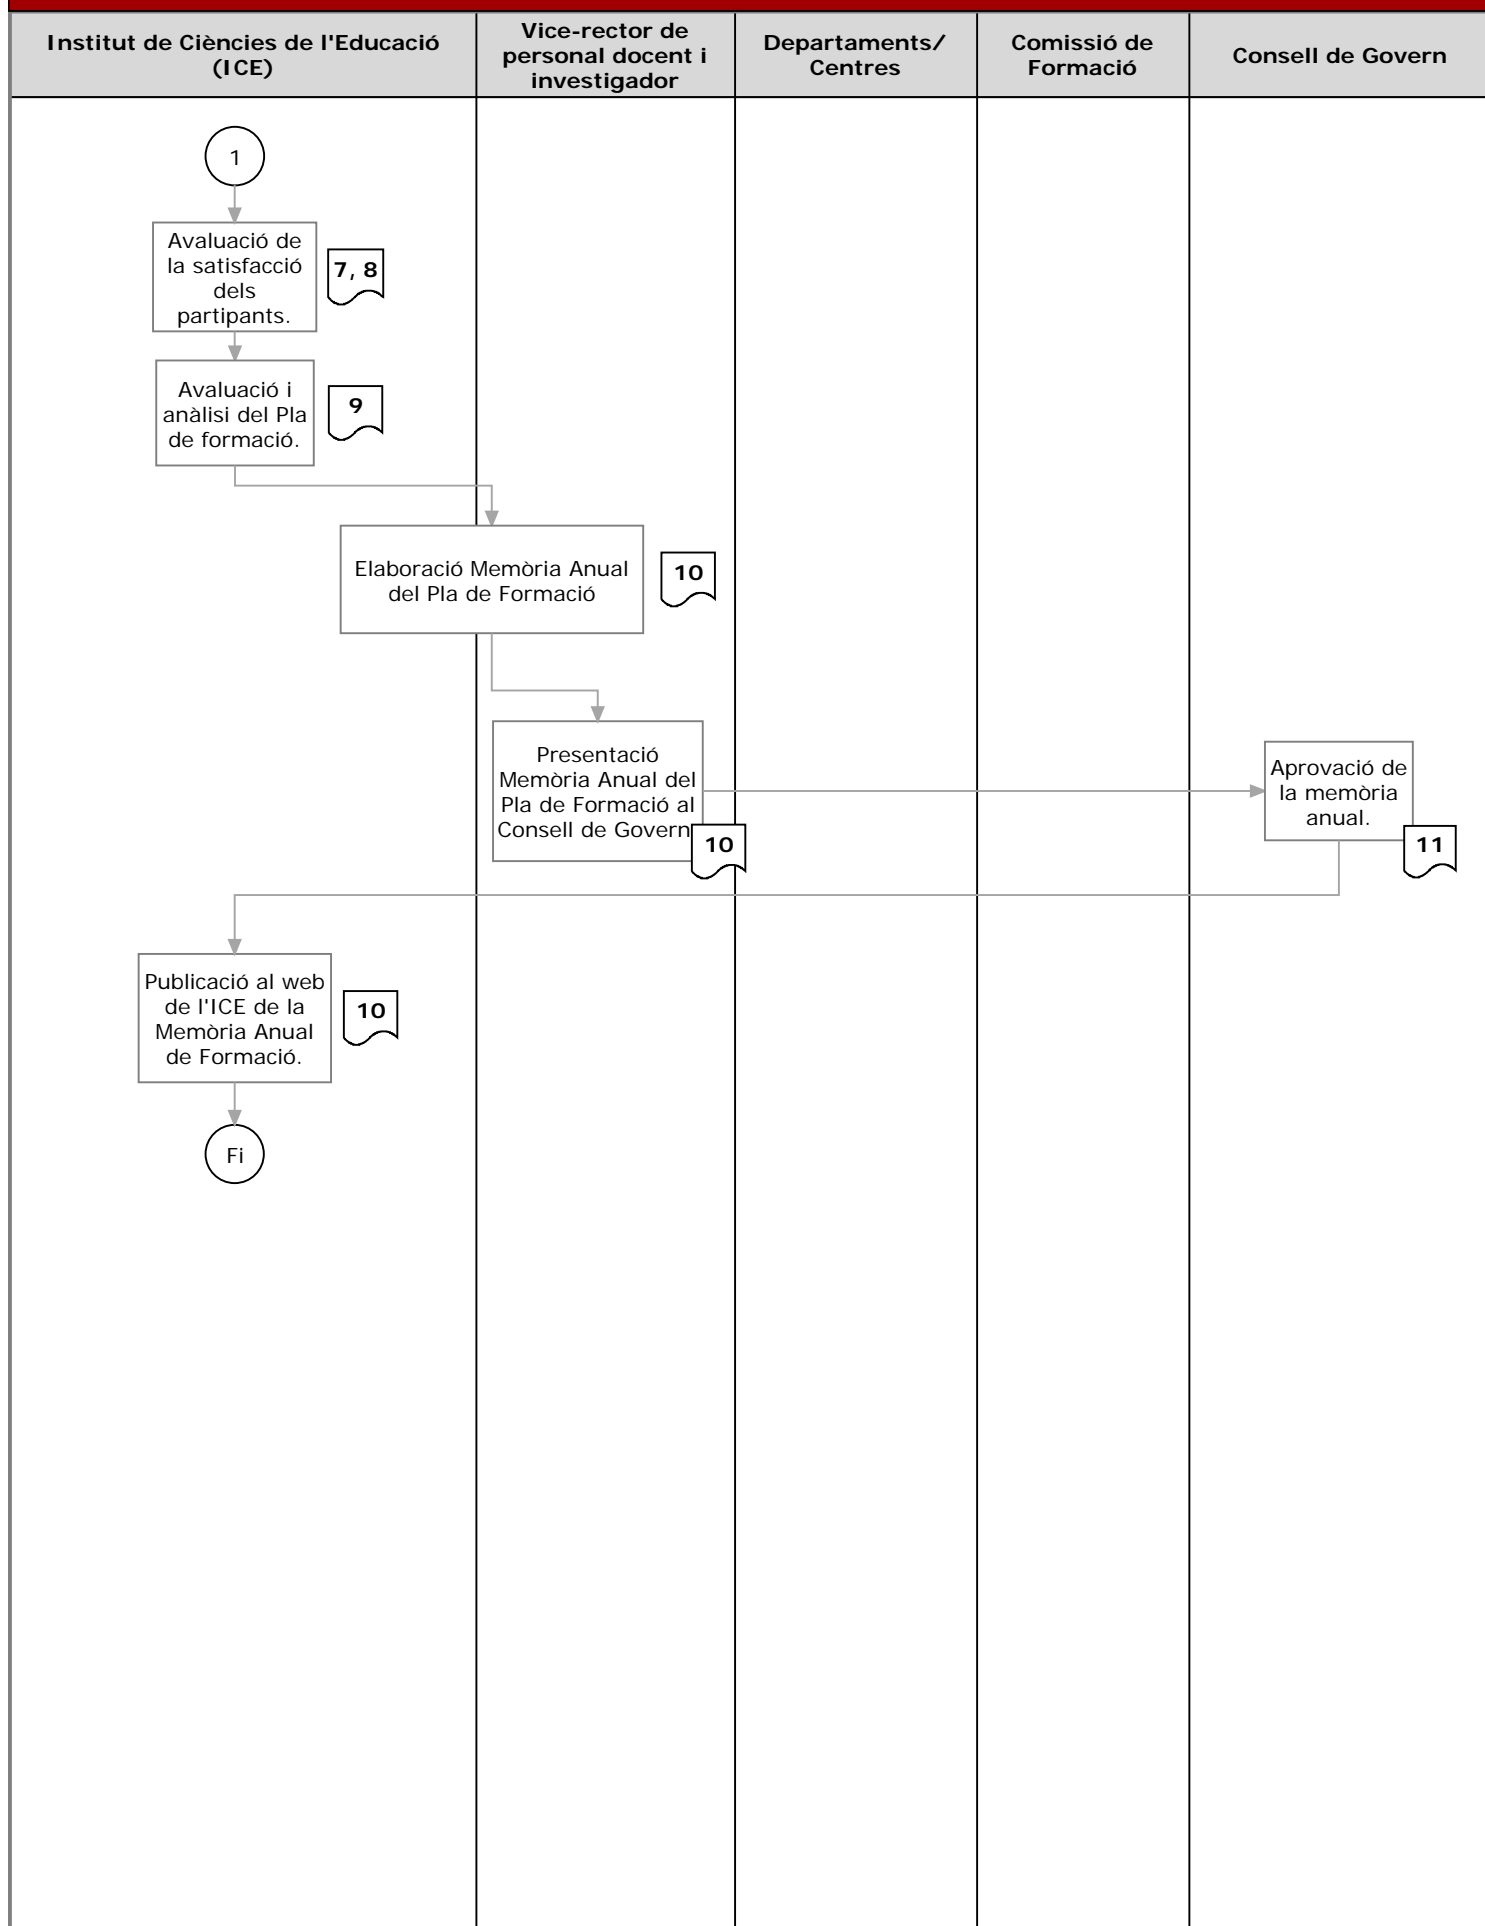 Institut de Ciències de l'Educació
(ICE)
Vice-rector de
personal docent i
investigador
Departaments/
Centres
Comissió de
Formació
Consell de Govern
1
Avaluació de
la satisfacció
dels
partipants.
7, 8
Avaluació i
anàlisi del Pla
de formació.
9
Elaboració Memòria Anual
del Pla de Formació
10
Presentació
Memòria Anual del
Pla de Formació al
Consell de Govern
10
Aprovació de
la memòria
anual.
11
Publicació al web
de l'ICE de la
Memòria Anual
de Formació.
10
Fi